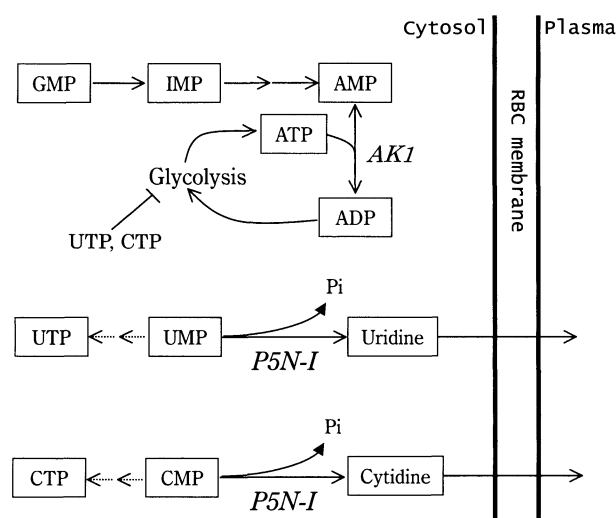 Cytosol
Plasma
GMP
IMP
AMP
RBC membrane
ATP
AK1
Glycolysis
ADP
UTP, CTP
Pi
UTP
UMP
Uridine
P5N-I
Pi
CTP
CMP
Cytidine
P5N-I